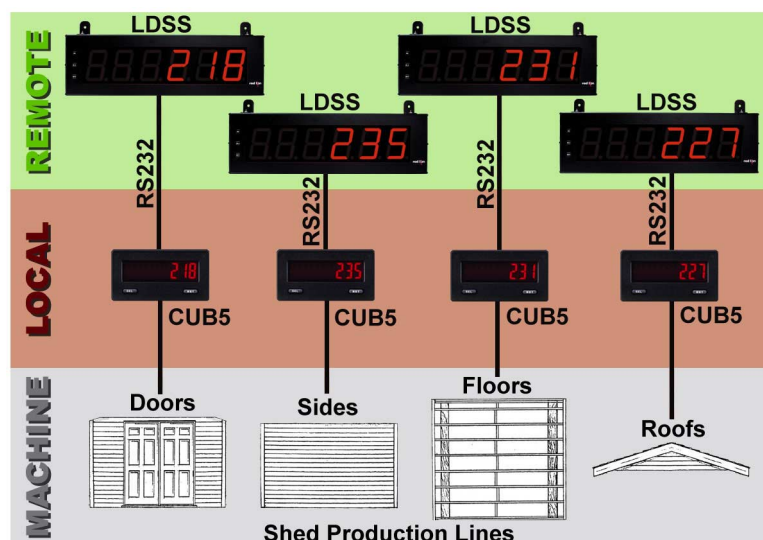 REMOTE
LDSS
218
LDSS
231
LDSS
235
LDSS
227
RS232
RS232
RS232
RS232
LOCAL
218
235
231
227
CUB5
CUB5
CUB5
CUB5
MACHINE
Doors
Sides
Floors
Roofs
Shed Production Lines